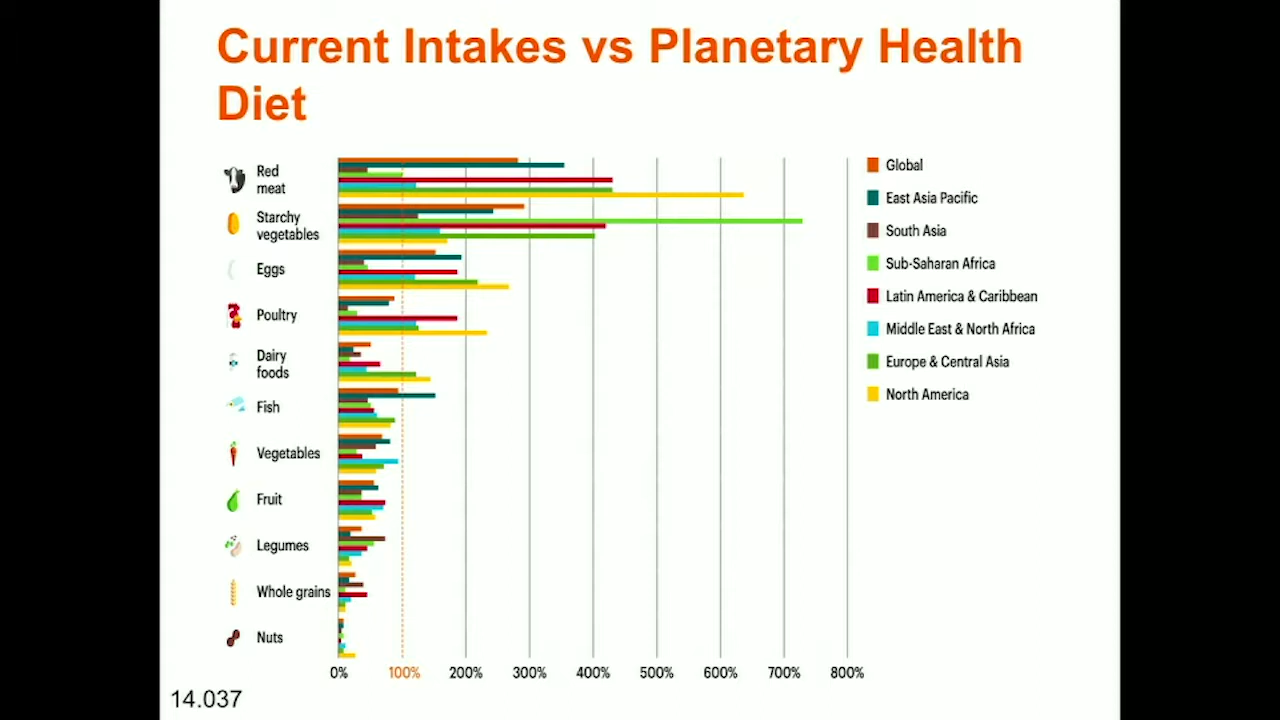 Current Intakes vs Planetary Health
Diet
Red
meat
Starchy
vegetables
Eggs
Poultry
Dairy
foods
Fish
Vegetables
Fruit
Legumes
Whole grains
Nuts
0% 100% 200% 300% 400% 500% 600% 700% 800%
Global
East Asia Pacific
South Asia
Sub-Saharan Africa
Latin America & Caribbean
Middle East & North Africa
Europe & Central Asia
North America
14.037